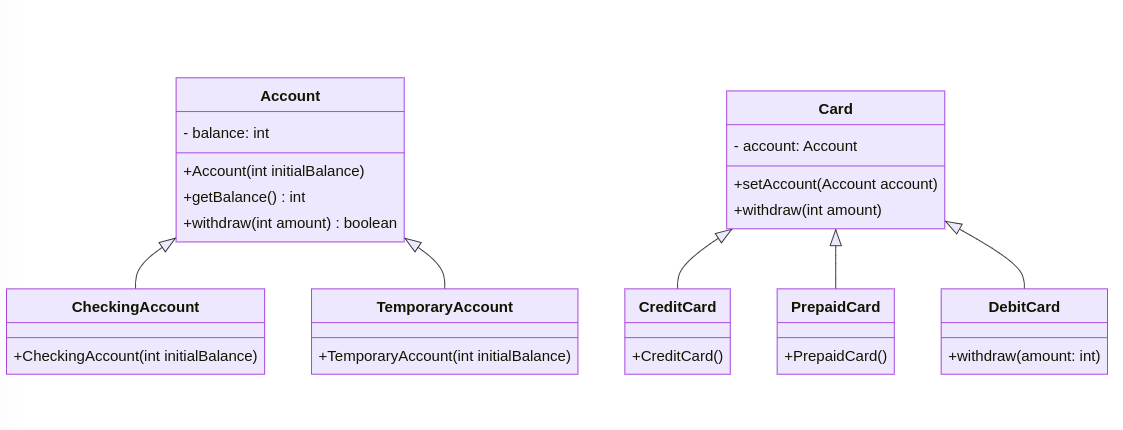 Account
- balance: int
+Account(int initialBalance)
+getBalance() : int
+withdraw(int amount) : boolean
Card
- account: Account
+setAccount(Account account)
+withdraw(int amount)
CheckingAccount
+CheckingAccount(int initialBalance)
TemporaryAccount
+TemporaryAccount(int initialBalance)
CreditCard
+CreditCard()
PrepaidCard
+PrepaidCard()
DebitCard
+withdraw(amount: int)